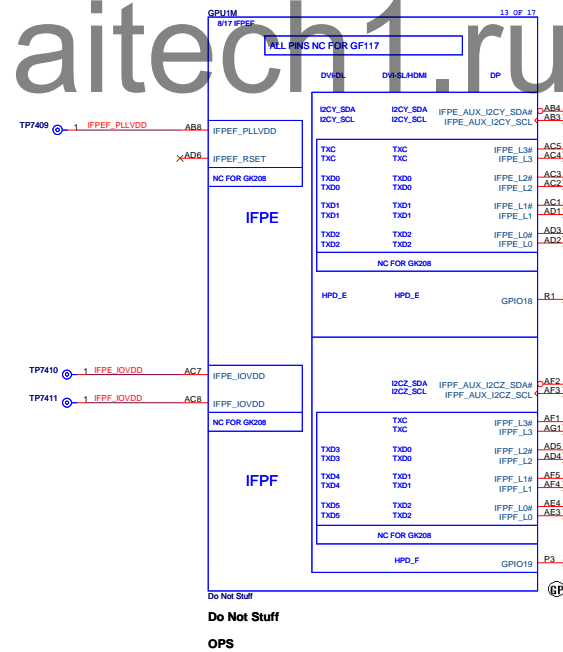 aitech1.ru
GPU1M
13 OF 17
8/17 IFPEF
ALL PINS NC FOR GF117
DVI-DL DVI-SL/HDMI DP
I2CY_SDA I2CY_SDA IFPE_AUX_I2CY_SDA# AB4
I2CY_SCL I2CY_SCL IFPE_AUX_I2CY_SCL AB3
TP7409 1 IFPEF_PLLVDD AB8 IFPEF_PLLVDD
TXC TXC IFPE_L3# AC5
TXC TXC IFPE_L3 AC4
AD6 IFPEF_RSET
NC FOR GK208
TXD0 TXD0 IFPE_L2# AC3
TXD0 TXD0 IFPE_L2 AC2
TXD1 TXD1 IFPE_L1# AC1
TXD1 TXD1 IFPE_L1 AD1
IFPE
TXD2 TXD2 IFPE_L0# AD3
TXD2 TXD2 IFPE_L0 AD2
NC FOR GK208
HPD_E HPD_E GPIO18 R1
TP7410 1 IFPE_IOVDD AC7 IFPE_IOVDD
I2CZ_SDA IFPF_AUX_I2CZ_SDA# AF2
I2CZ_SCL IFPF_AUX_I2CZ_SCL AF3
TP7411 1 IFPF_IOVDD AC8 IFPF_IOVDD
NC FOR GK208
TXC IFPF_L3# AF1
TXC IFPF_L3 AG1
TXD3 TXD0 IFPF_L2# AD5
TXD3 TXD0 IFPF_L2 AD4
IFPF
TXD4 TXD1 IFPF_L1# AF5
TXD4 TXD1 IFPF_L1 AF4
TXD5 TXD2 IFPF_L0# AE4
TXD5 TXD2 IFPF_L0 AE3
NC FOR GK208
HPD_F GPIO19 P3
GP
Do Not Stuff
Do Not Stuff
OPS